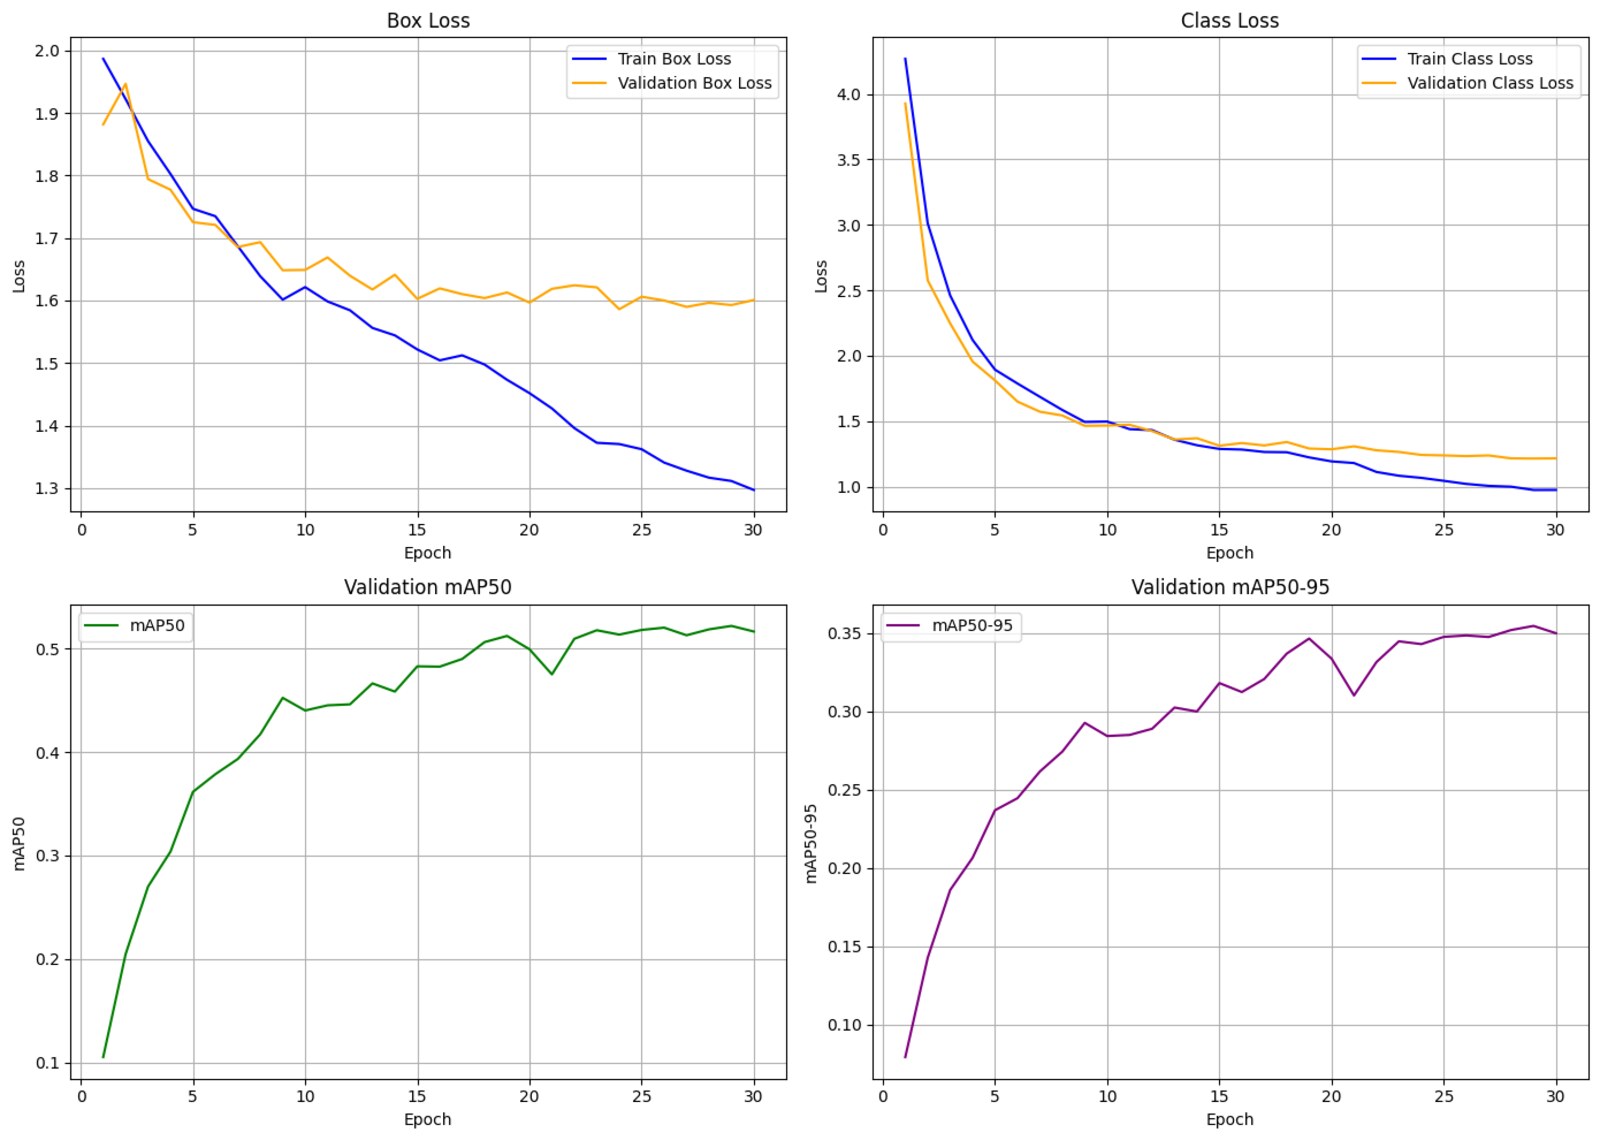 Box Loss
Train Box Loss
Validation Box Loss
Loss
2.0
1.9
1.8
1.7
1.6
1.5
1.4
1.3
0 5 10 15 20 25 30
Epoch
Class Loss
Train Class Loss
Validation Class Loss
Loss
4.0
3.5
3.0
2.5
2.0
1.5
1.0
0 5 10 15 20 25 30
Epoch
Validation mAP50
mAP50
mAP50
0.5
0.4
0.3
0.2
0.1
0 5 10 15 20 25 30
Epoch
Validation mAP50-95
mAP50-95
mAP50-95
0.35
0.30
0.25
0.20
0.15
0.10
0 5 10 15 20 25 30
Epoch